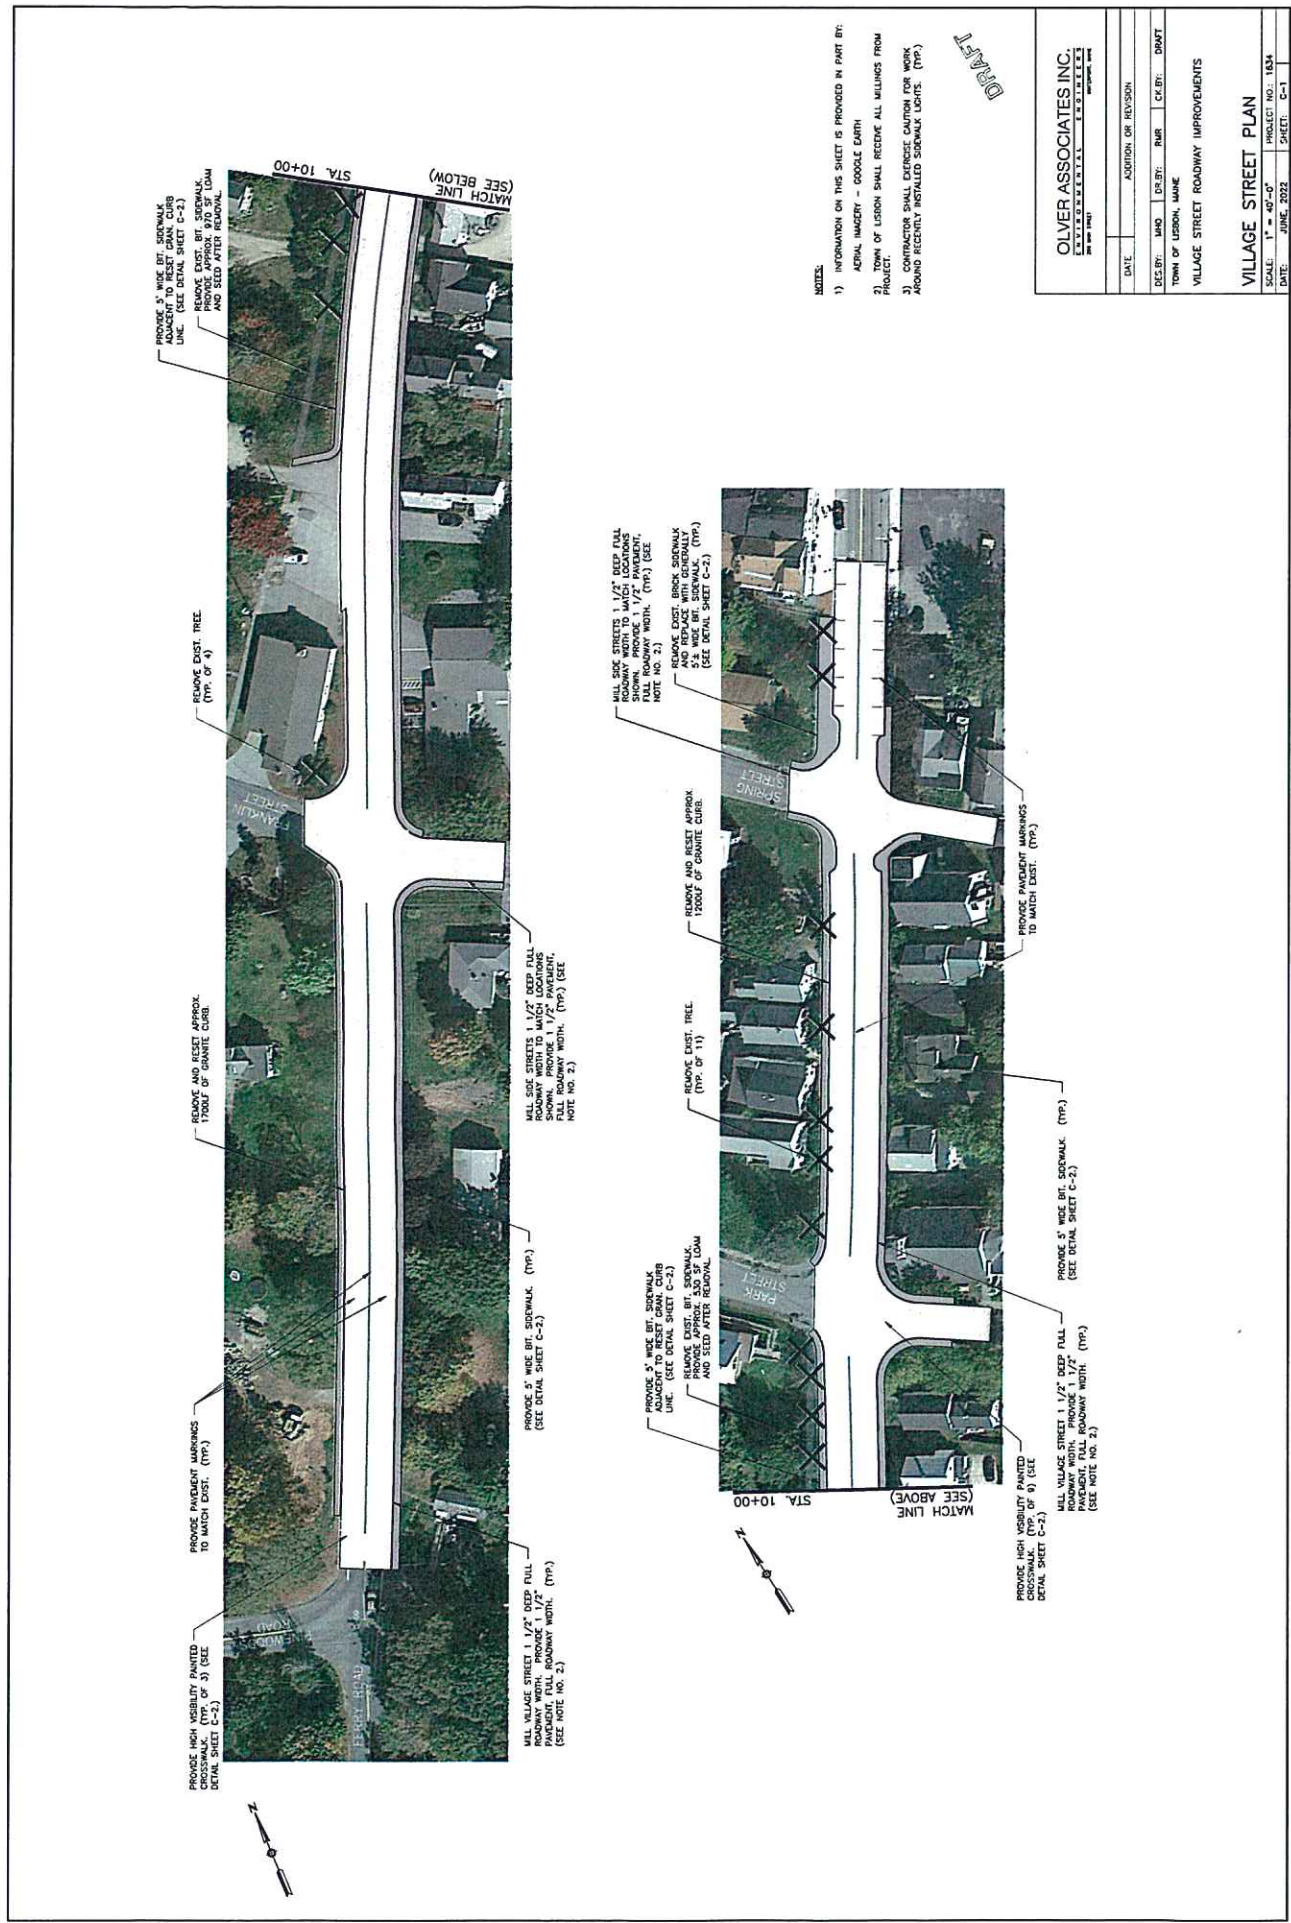 PROVIDE HIGH VISIBILITY PAINTED
CROSSWALK. (TYP. OF 3) (SEE
DETAIL SHEET C-2.)
PROVIDE PAVEMENT MARKINGS
TO MATCH EXIST. (TYP.)
REMOVE AND RESET APPROX.
1700LF OF GRANITE CURB.
REMOVE EXIST. TREE.
(TYP. OF 4)
PROVIDE 5' WIDE BIT. SIDEWALK
ADJACENT TO RESET GRAN. CURB
LINE. (SEE DETAIL SHEET C-2.)
REMOVE EXIST. BIT. SIDEWALK.
PROVIDE APPROX. 970 SF LOAM
AND SEED AFTER REMOVAL.
PINEWOODS
ROAD
FERRY ROAD
FRANKLIN
STREET
STA. 10+00
MATCH LINE
(SEE BELOW)
MILL VILLAGE STREET 1 1/2" DEEP FULL
ROADWAY WIDTH. PROVIDE 1 1/2"
PAVEMENT, FULL ROADWAY WIDTH. (TYP.)
(SEE NOTE NO. 2.)
PROVIDE 5' WIDE BIT. SIDEWALK. (TYP.)
(SEE DETAIL SHEET C-2.)
MILL SIDE STREETS 1 1/2" DEEP FULL
ROADWAY WIDTH TO MATCH LOCATIONS
SHOWN. PROVIDE 1 1/2" PAVEMENT,
FULL ROADWAY WIDTH. (TYP.) (SEE
NOTE NO. 2.)
N
PROVIDE 5' WIDE BIT. SIDEWALK
ADJACENT TO RESET GRAN. CURB
LINE. (SEE DETAIL SHEET C-2.)
REMOVE EXIST. BIT. SIDEWALK.
PROVIDE APPROX. 530 SF LOAM
AND SEED AFTER REMOVAL.
REMOVE EXIST. TREE.
(TYP. OF 11)
REMOVE AND RESET APPROX.
1200LF OF GRANITE CURB.
MILL SIDE STREETS 1 1/2" DEEP FULL
ROADWAY WIDTH TO MATCH LOCATIONS
SHOWN. PROVIDE 1 1/2" PAVEMENT,
FULL ROADWAY WIDTH. (TYP.) (SEE
NOTE NO. 2.)
REMOVE EXIST. BRICK SIDEWALK
AND REPLACE WITH GENERALLY
5'± WIDE BIT. SIDEWALK. (TYP.)
(SEE DETAIL SHEET C-2.)
STA. 10+00
MATCH LINE
(SEE ABOVE)
PARK
STREET
SPRING
STREET
N
PROVIDE HIGH VISIBILITY PAINTED
CROSSWALK. (TYP. OF 9) (SEE
DETAIL SHEET C-2.)
MILL VILLAGE STREET 1 1/2" DEEP FULL
ROADWAY WIDTH. PROVIDE 1 1/2"
PAVEMENT, FULL ROADWAY WIDTH. (TYP.)
(SEE NOTE NO. 2.)
PROVIDE 5' WIDE BIT. SIDEWALK. (TYP.)
(SEE DETAIL SHEET C-2.)
PROVIDE PAVEMENT MARKINGS
TO MATCH EXIST. (TYP.)
NOTES:
1) INFORMATION ON THIS SHEET IS PROVIDED IN PART BY:
AERIAL IMAGERY - GOOGLE EARTH
2) TOWN OF LISBON SHALL RECEIVE ALL MILLINGS FROM
PROJECT.
3) CONTRACTOR SHALL EXERCISE CAUTION FOR WORK
AROUND RECENTLY INSTALLED SIDEWALK LIGHTS. (TYP.)
DRAFT
OLVER ASSOCIATES INC.
ENVIRONMENTAL ENGINEERS
DATE ADDITION OR REVISION
DES.BY: MHO DR.BY: RMR CK.BY: DRAFT
TOWN OF LISBON, MAINE
VILLAGE STREET ROADWAY IMPROVEMENTS
VILLAGE STREET PLAN
SCALE: 1" = 40'-0" PROJECT NO.: 1634
DATE: JUNE, 2022 SHEET: C-1